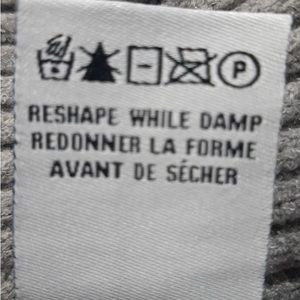 P
RESHAPE WHILE DAMP
REDONNER LA FORME
AVANT DE SÉCHER